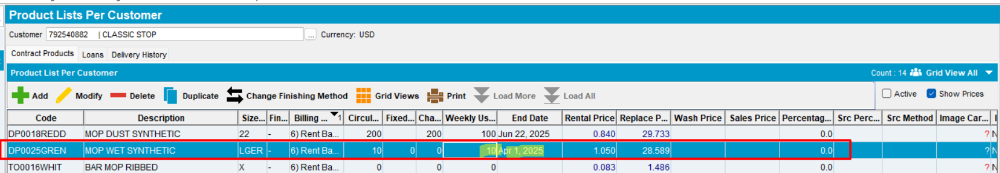 Product Lists Per Customer
Customer 792540882 | CLASSIC STOP ... Currency: USD
Contract Products Loans Delivery History
Product List Per Customer Count : 14 Grid View All
Add Modify Delete Duplicate Change Finishing Method Grid Views Print Load More Load All Active Show Prices
Code Description Size... Fin... Billing ... 1 Circul... Fixed... Cha... Weekly Us... End Date Rental Price Replace P... Wash Price Sales Price Percentag... Src Perc... Src Method Image Car...
DP0018REDD MOP DUST SYNTHETIC 22 - 6) Rent Ba... 200 200 100 Jun 22, 2025 0.840 29.733 0.0 ? N
DP0025GREN MOP WET SYNTHETIC LGER - 6) Rent Ba... 10 0 0 10 Apr 1, 2025 1.050 28.589 0.0 ? N
TO0016WHIT BAR MOP RIBBED X - 6) Rent Ba... 0 0 0 0.083 1.486 0.0 ? N